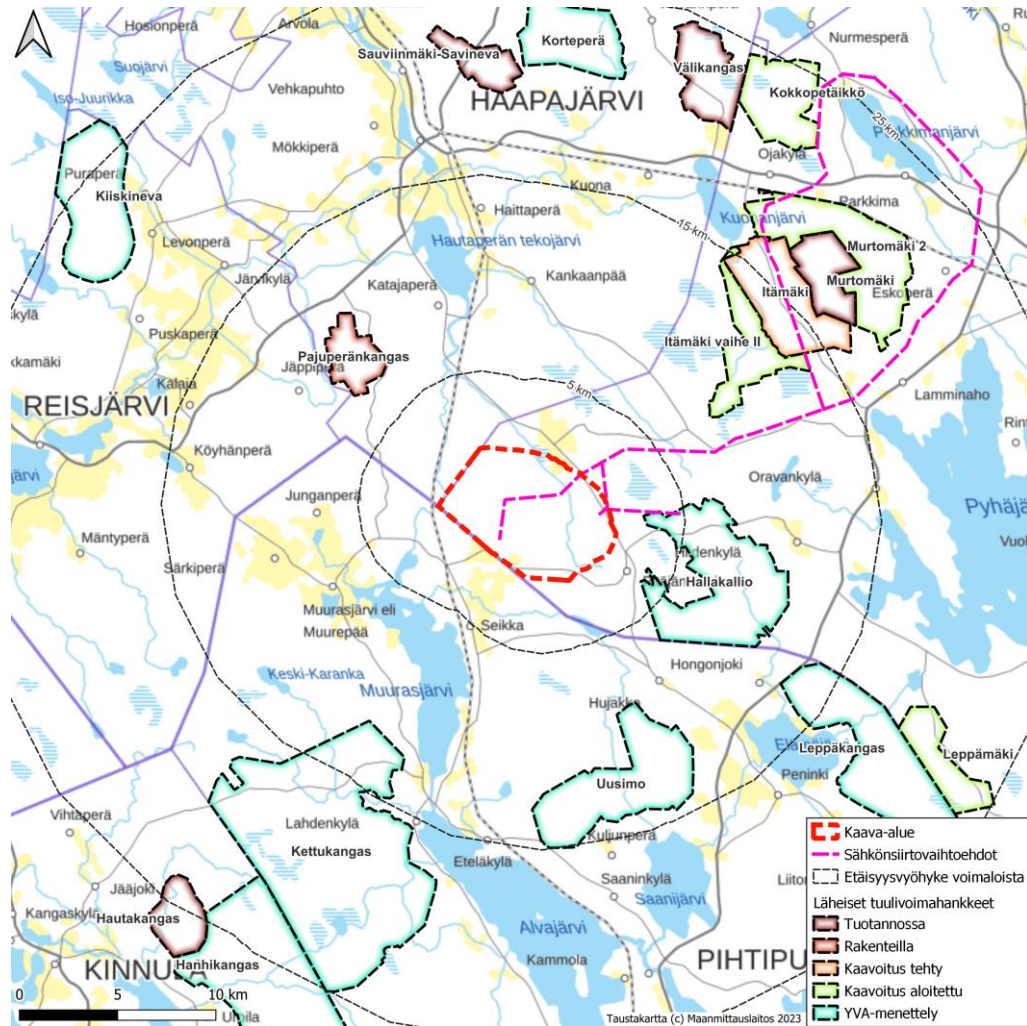 Hosionperä
Arvola
Sauviinmäki-Savineva
Korteperä
Nurmesperä
Suojärvi
Välikangas
Iso-Juurikka
Vehkapuhto
HAAPAJÄRVI
Kokkopetäikkö
25 km
Mökkiperä
Ojakylä
Puraperä
Kuona
Kiiskineva
Parkkima
Haittaperä
Kuonanjärvi
Levonperä
15 km
Hautaperän tekojärvi
Murtomäki 2
Järvikylä
Kankaanpää
Murtomäki
Katajaperä
Itämäki
Eskoperä
Puskaperä
Itämäki vaihe II
Pajuperänkangas
Jäppiperä
Kalaja
5 km
Lamminaho
REISJÄRVI
Köyhänperä
Oravankylä
Junganperä
Mäntyperä
Särkiperä
Hallakallio
Muurasjärvi eli
Seikka
Muurepää
Hongonjoki
Keski-Karanka
Muurasjärvi
Hujakko
Leppäkangas
Leppämäki
Peninki
Uusimo
Vihtaperä
Lahdenkylä
Kuljunperä
Kettukangas
Eteläkylä
Saaninkylä
Jääjoki
Saanijärvi
Kangaskylä
Hautakangas
Alvajärvi
Hanhikangas
Kammola
Kaava-alue
Sähkönsiirtovaihtoehdot
Etäisyysvyöhyke voimaloista
Läheiset tuulivoimahankkeet
Tuotannossa
Rakenteilla
Kaavoitus tehty
Kaavoitus aloitettu
YVA-menettely
0 5 10 km
Taustakartta (c) Maanmittauslaitos 2023